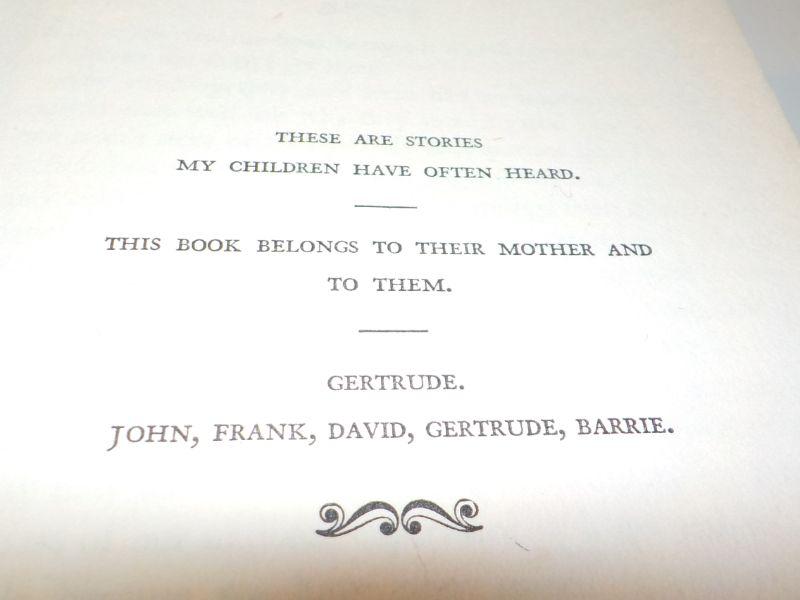 THESE ARE STORIES
MY CHILDREN HAVE OFTEN HEARD.
THIS BOOK BELONGS TO THEIR MOTHER AND
TO THEM.
GERTRUDE.
JOHN, FRANK, DAVID, GERTRUDE, BARRIE.